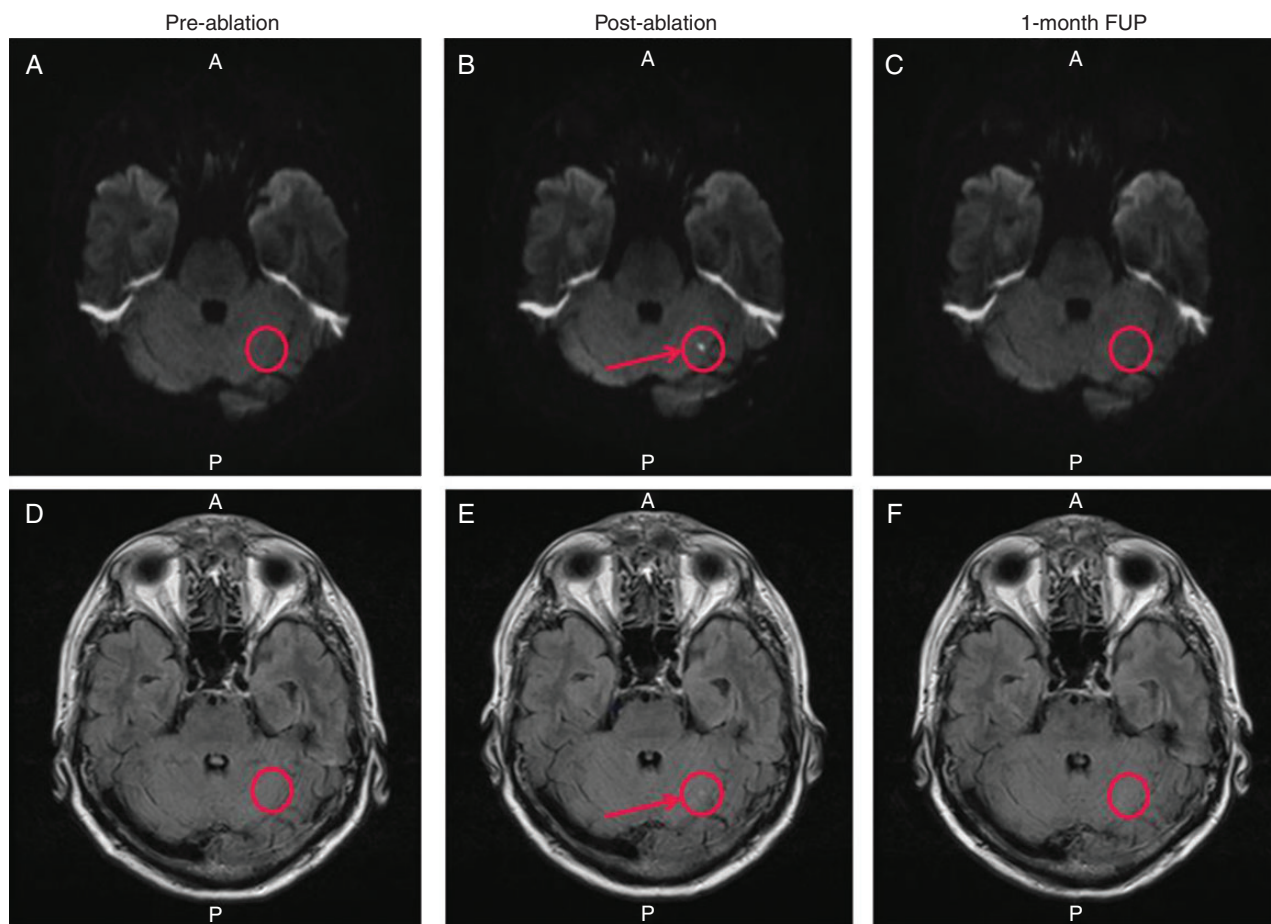 Pre-ablation Post-ablation 1-month FUP
A B C
A A A
P P P
D E F
A A A
P P P